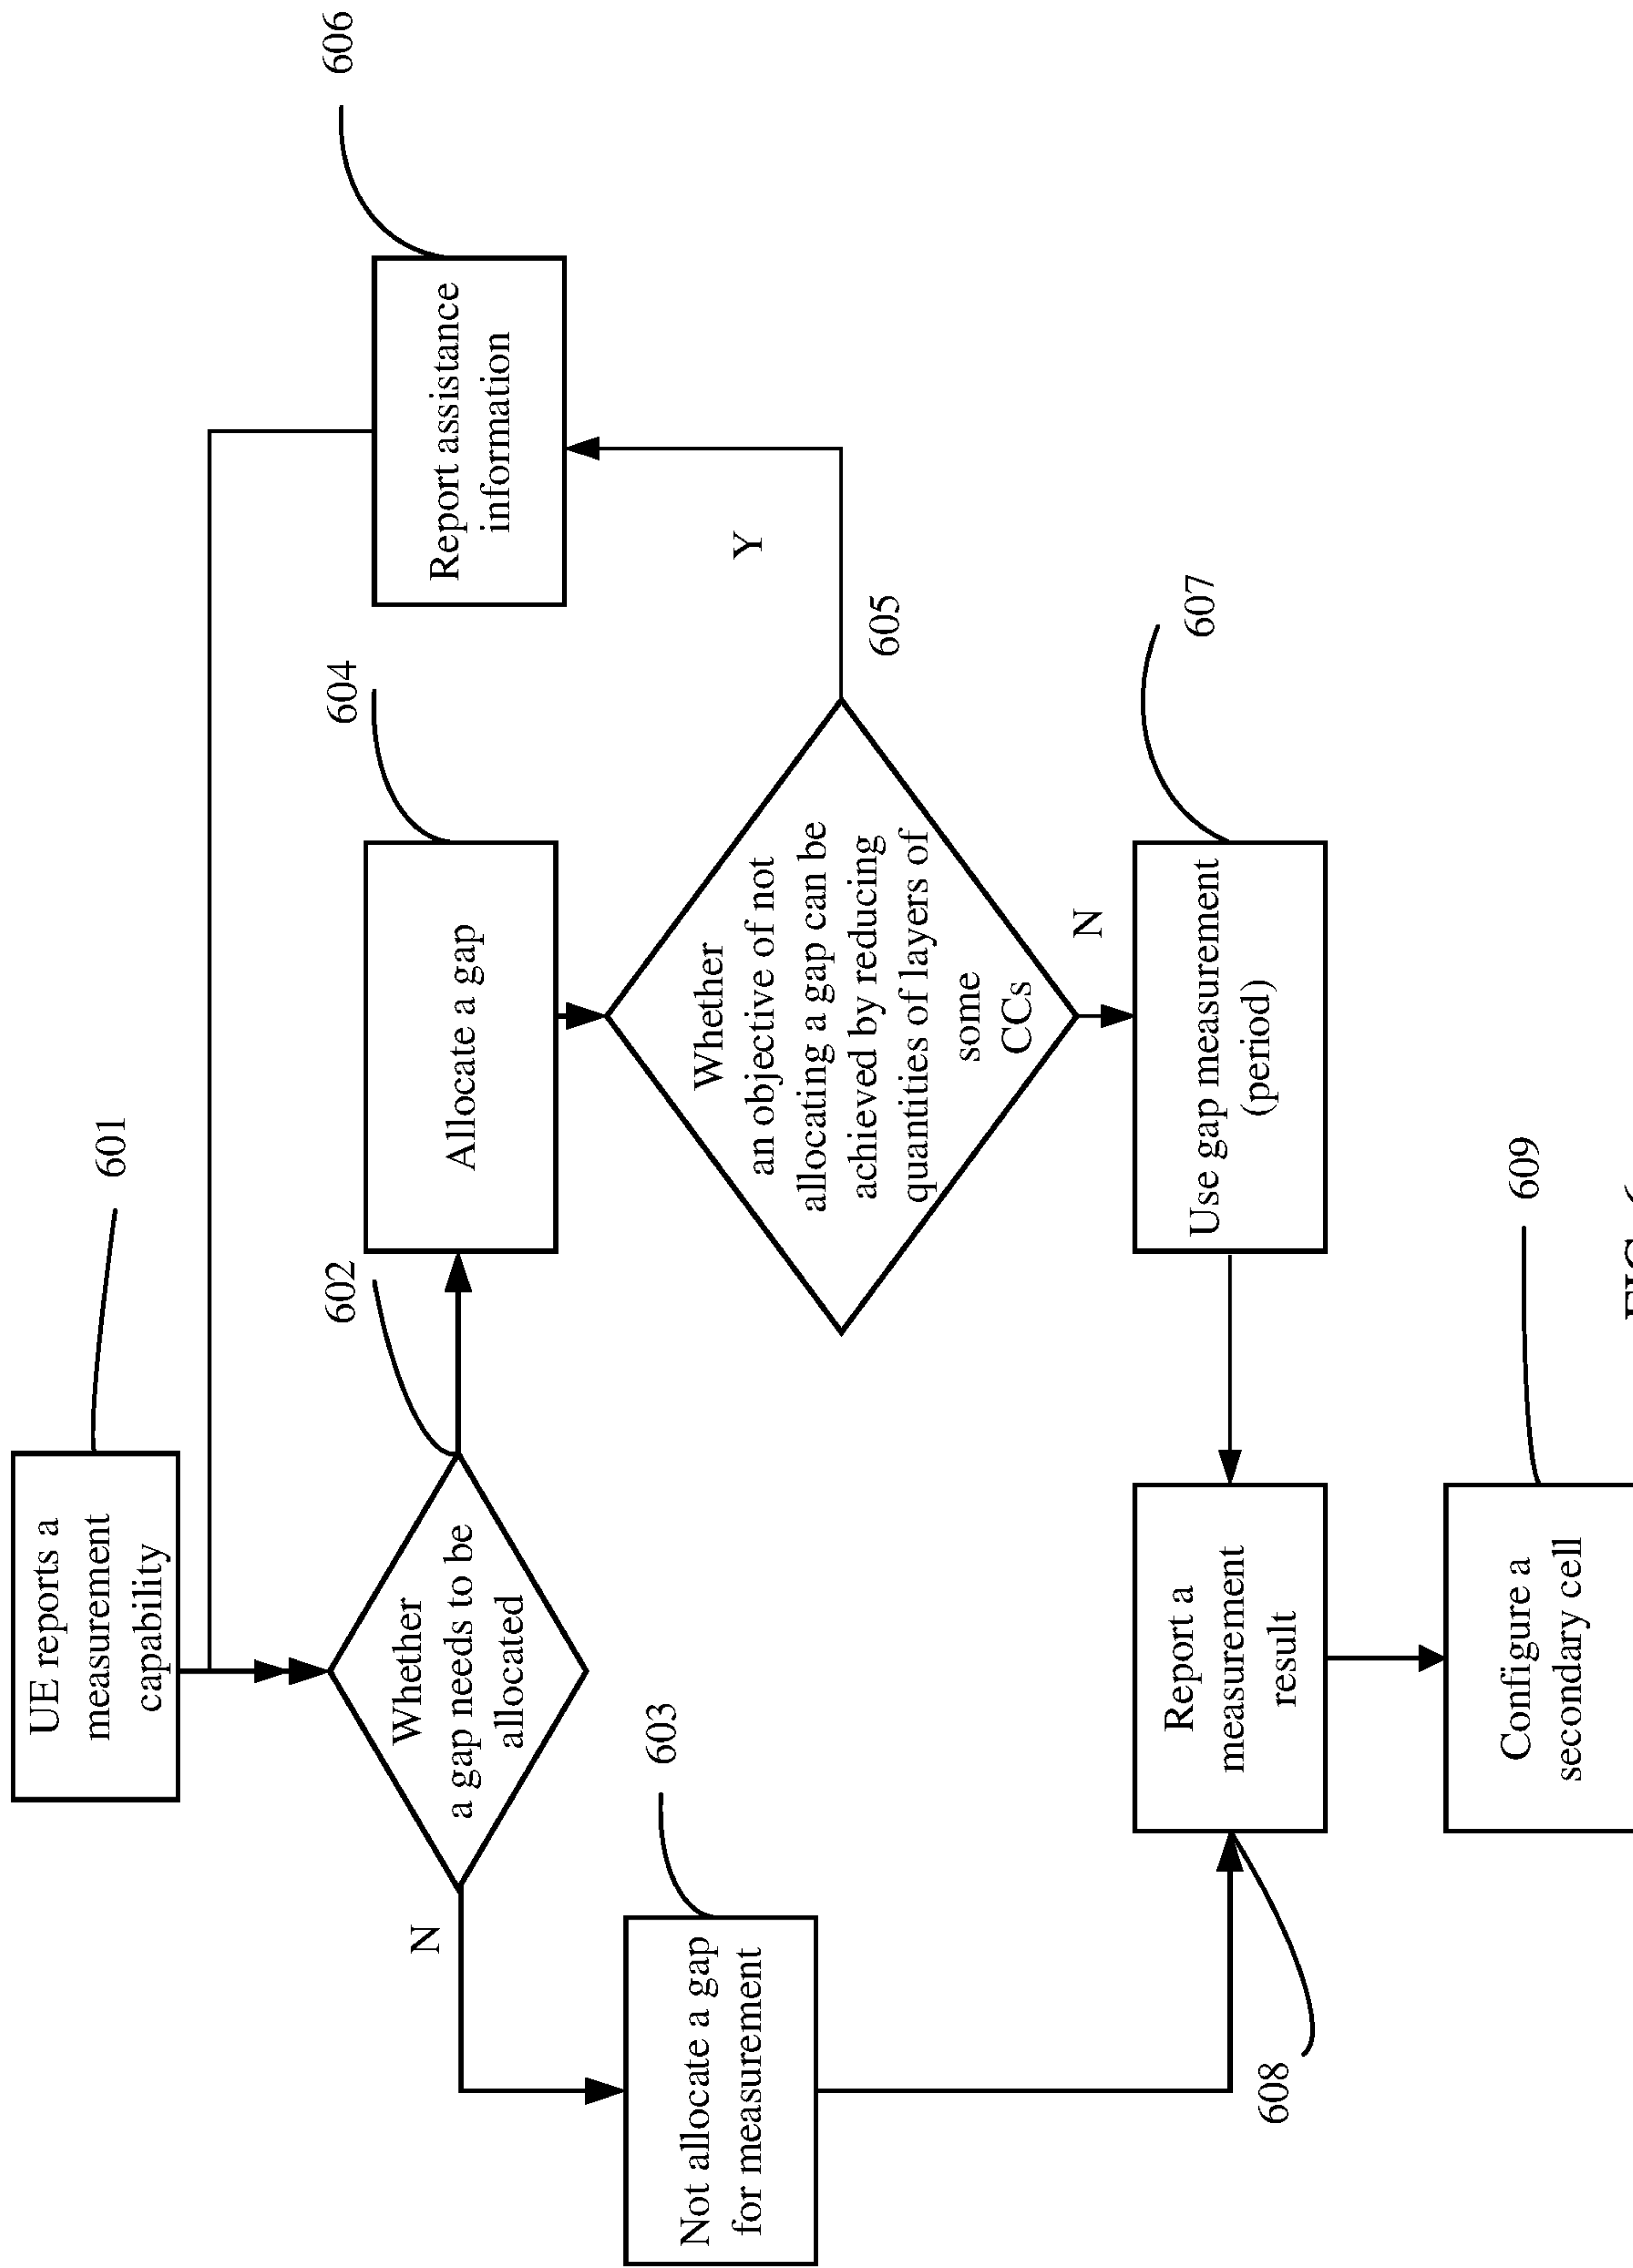 601
UE reports a
measurement
capability
602
Whether
a gap needs to be
allocated
N
603
Not allocate a gap
for measurement
604
Allocate a gap
605
Whether
an objective of not
allocating a gap can be
achieved by reducing
quantities of layers of
some
CCs
Y
606
Report assistance
information
N
607
Use gap measurement
(period)
608
Report a
measurement
result
609
Configure a
secondary cell